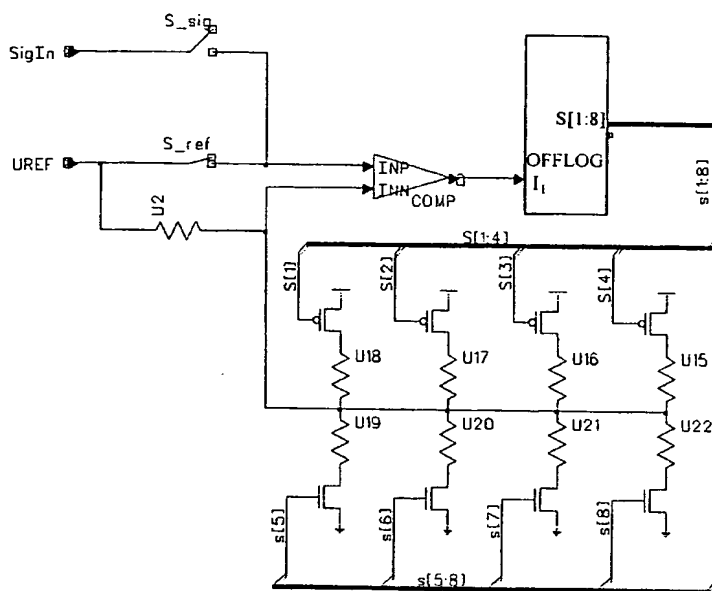 S_sig
SigIn
S[1:8]
S_ref
UREF
INP
OFFLOG
INN
COMP
I1
s[1:8]
U2
S[1:4]
S[1]
S[2]
S[3]
S[4]
U18
U17
U16
U15
U19
U20
U21
U22
s[5]
s[6]
s[7]
s[8]
s[5:8]